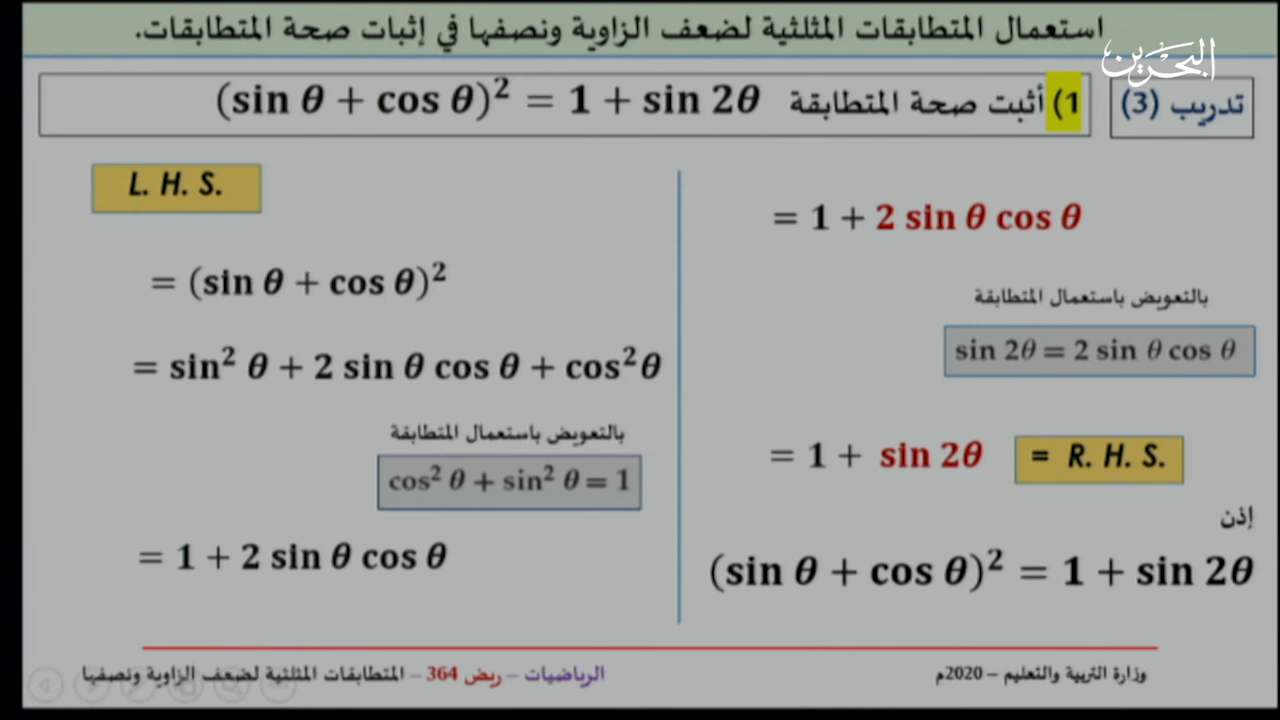 استعمال المتطابقات المثلثية لضعف الزاوية ونصفها في إثبات صحة المتطابقات.
البحرين
تدريب (3)
1) أثبت صحة المتطابقة (sin θ + cos θ)² = 1 + sin 2θ
L. H. S.
= (sin θ + cos θ)²
= sin² θ + 2 sin θ cos θ + cos²θ
بالتعويض باستعمال المتطابقة
cos² θ + sin² θ = 1
= 1 + 2 sin θ cos θ
= 1 + 2 sin θ cos θ
بالتعويض باستعمال المتطابقة
sin 2θ = 2 sin θ cos θ
= 1 + sin 2θ = R. H. S.
إذن
(sin θ + cos θ)² = 1 + sin 2θ
وزارة التربية والتعليم – 2020م
الرياضيات – ريض 364 – المتطابقات المثلثية لضعف الزاوية ونصفها